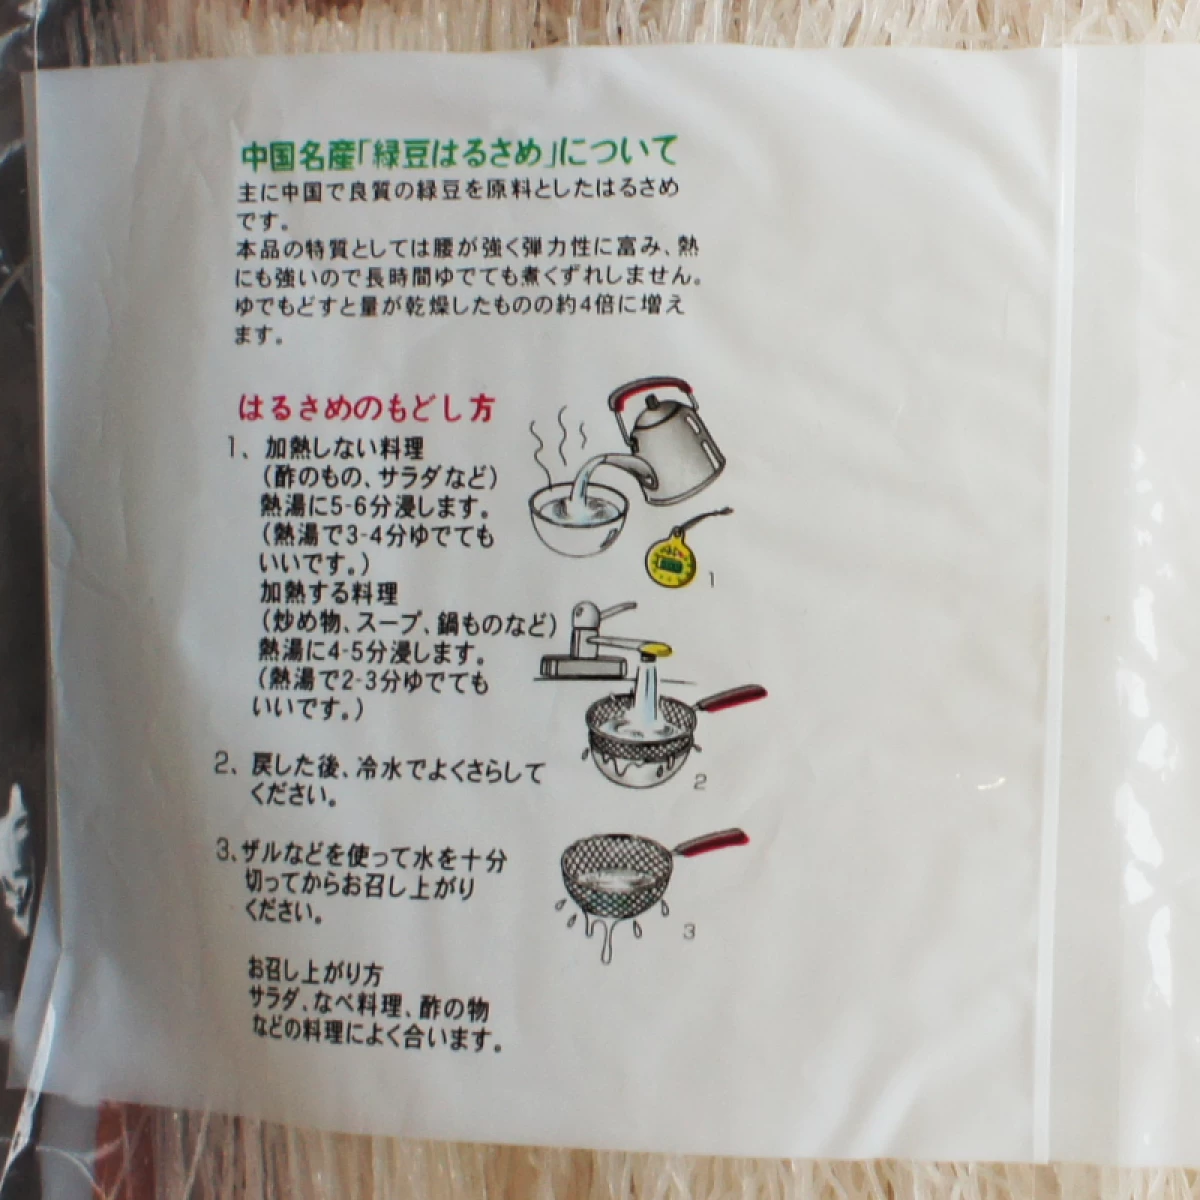 中国名産「緑豆はるさめ」について
主に中国で良質の緑豆を原料としたはるさめ
です。
本品の特質としては腰が強く弾力性に富み、熱
にも強いので長時間ゆでても煮くずれしません。
ゆでもどすと量が乾燥したものの約4倍に増え
ます。
はるさめのもどし方
1、加熱しない料理
(酢のもの、サラダなど)
熱湯に5-6分浸します。
(熱湯で3-4分ゆでても
いいです。)
加熱する料理
(炒め物、スープ、鍋ものなど)
熱湯に4-5分浸します。
(熱湯で2-3分ゆでても
いいです。)
1
2、戻した後、冷水でよくさらして
ください。
2
3、ザルなどを使って水を十分
切ってからお召し上がり
ください。
3
お召し上がり方
サラダ、なべ料理、酢の物
などの料理によく合います。